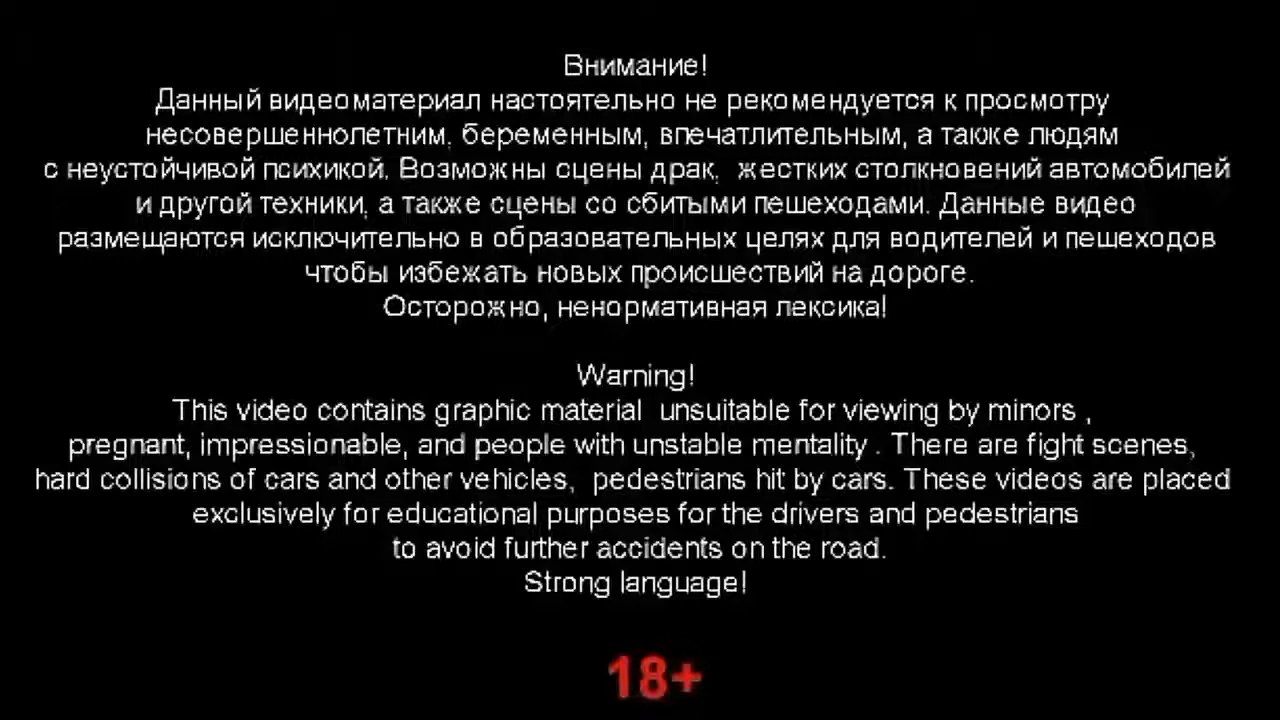 Внимание!
Данный видеоматериал настоятельно не рекомендуется к просмотру
несовершеннолетним, беременным, впечатлительным, а также людям
с неустойчивой психикой. Возможны сцены драк, жестких столкновений автомобилей
и другой техники, а также сцены со сбитыми пешеходами. Данные видео
размещаются исключительно в образовательных целях для водителей и пешеходов
чтобы избежать новых происшествий на дороге.
Осторожно, ненормативная лексика!
Warning!
This video contains graphic material unsuitable for viewing by minors ,
pregnant, impressionable, and people with unstable mentality . There are fight scenes,
hard collisions of cars and other vehicles, pedestrians hit by cars. These videos are placed
exclusively for educational purposes for the drivers and pedestrians
to avoid further accidents on the road.
Strong language!
18+